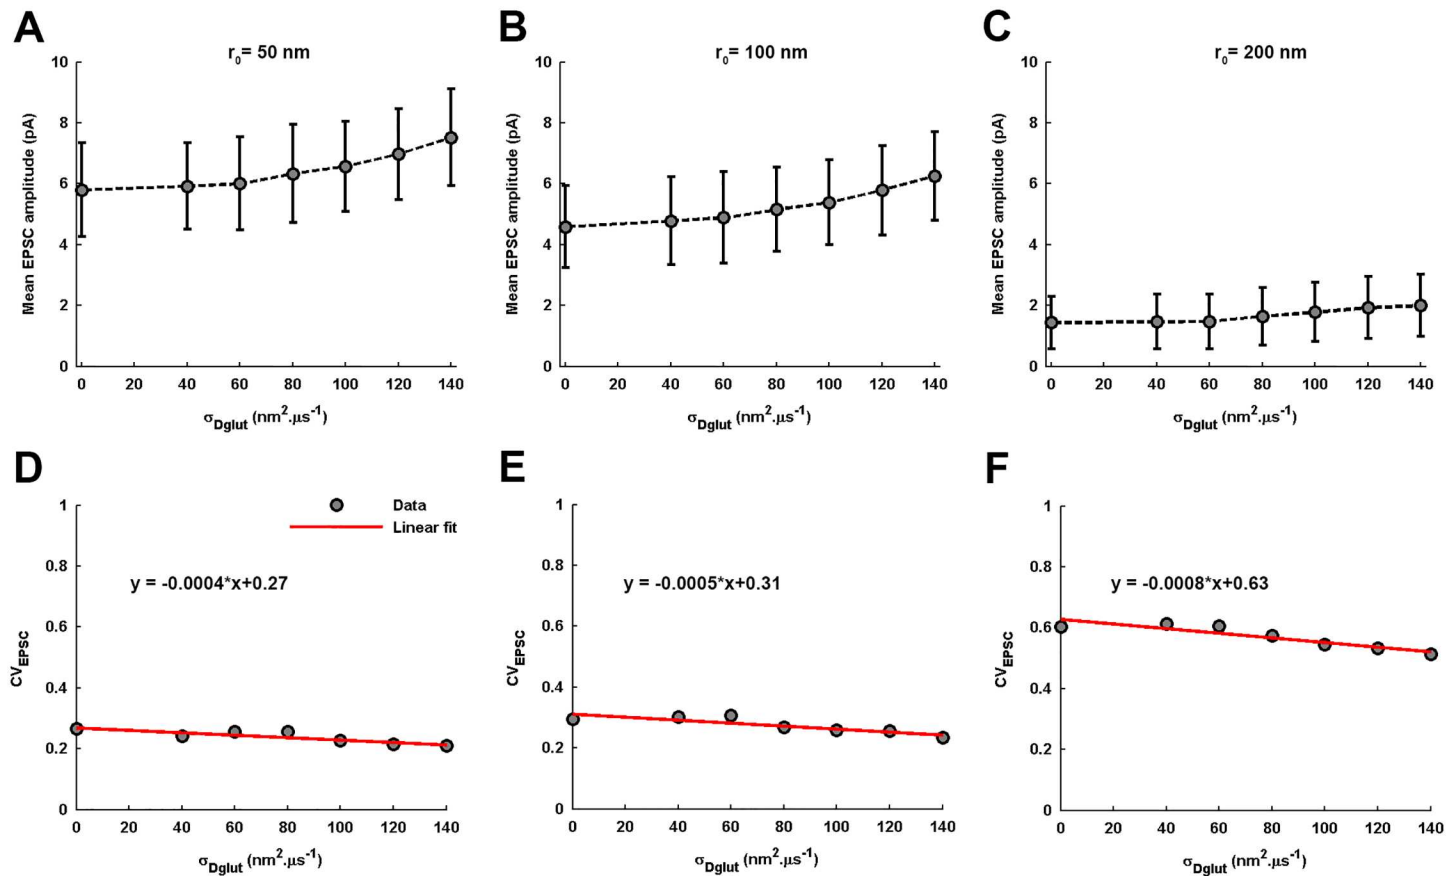 A
r₀= 50 nm
Mean EPSC amplitude (pA)
10
8
6
4
2
0
0 20 40 60 80 100 120 140
σDglut (nm².μs⁻¹)
B
r₀= 100 nm
Mean EPSC amplitude (pA)
10
8
6
4
2
0
0 20 40 60 80 100 120 140
σDglut (nm².μs⁻¹)
C
r₀= 200 nm
Mean EPSC amplitude (pA)
10
8
6
4
2
0
0 20 40 60 80 100 120 140
σDglut (nm².μs⁻¹)
D
Data
Linear fit
y = -0.0004*x+0.27
CVEPSC
1
0.8
0.6
0.4
0.2
0
0 20 40 60 80 100 120 140
σDglut (nm².μs⁻¹)
E
y = -0.0005*x+0.31
CVEPSC
1
0.8
0.6
0.4
0.2
0
0 20 40 60 80 100 120 140
σDglut (nm².μs⁻¹)
F
y = -0.0008*x+0.63
CVEPSC
1
0.8
0.6
0.4
0.2
0
0 20 40 60 80 100 120 140
σDglut (nm².μs⁻¹)